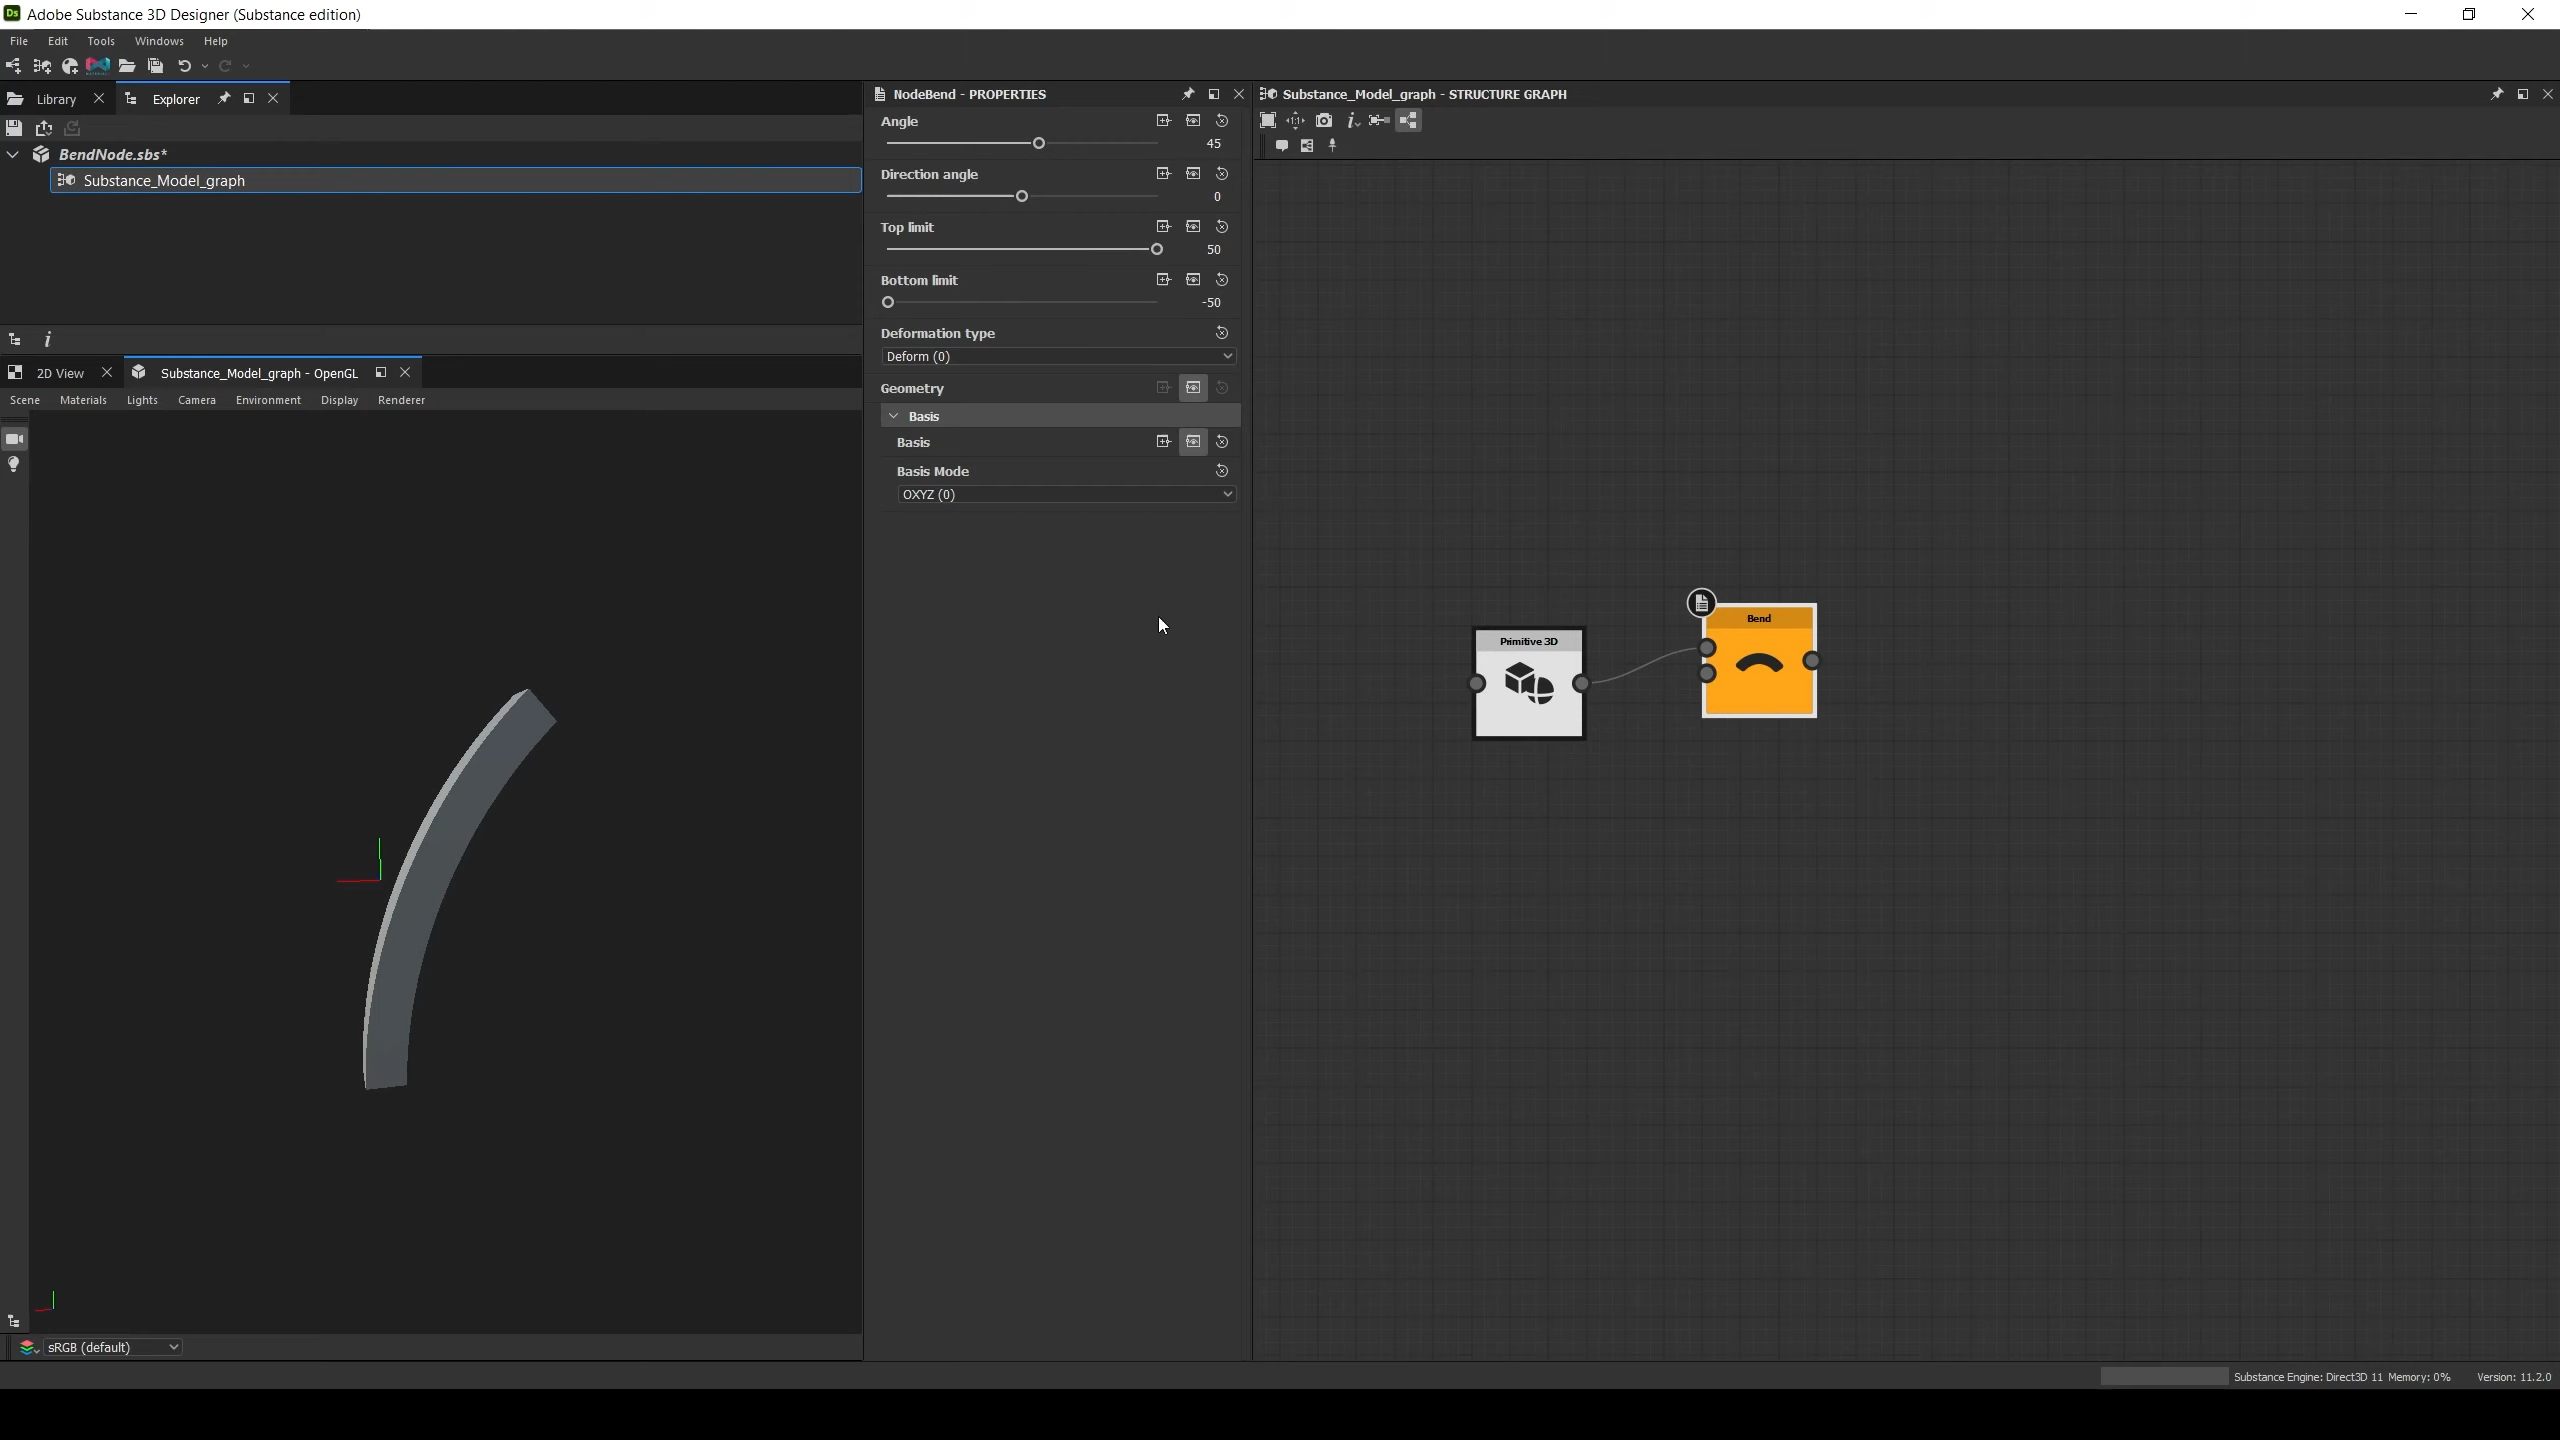 Adobe Substance 3D Designer (Substance edition)
File Edit Tools Windows Help
Library Explorer
BendNode.sbs*
Substance_Model_graph
2D View Substance_Model_graph - OpenGL
Scene Materials Lights Camera Environment Display Renderer
sRGB (default)
NodeBend - PROPERTIES
Angle
45
Direction angle
0
Top limit
50
Bottom limit
-50
Deformation type
Deform (0)
Geometry
Basis
Basis
Basis Mode
OXYZ (0)
Substance_Model_graph - STRUCTURE GRAPH
Primitive 3D
Bend
Substance Engine: Direct3D 11 Memory: 0% Version: 11.2.0